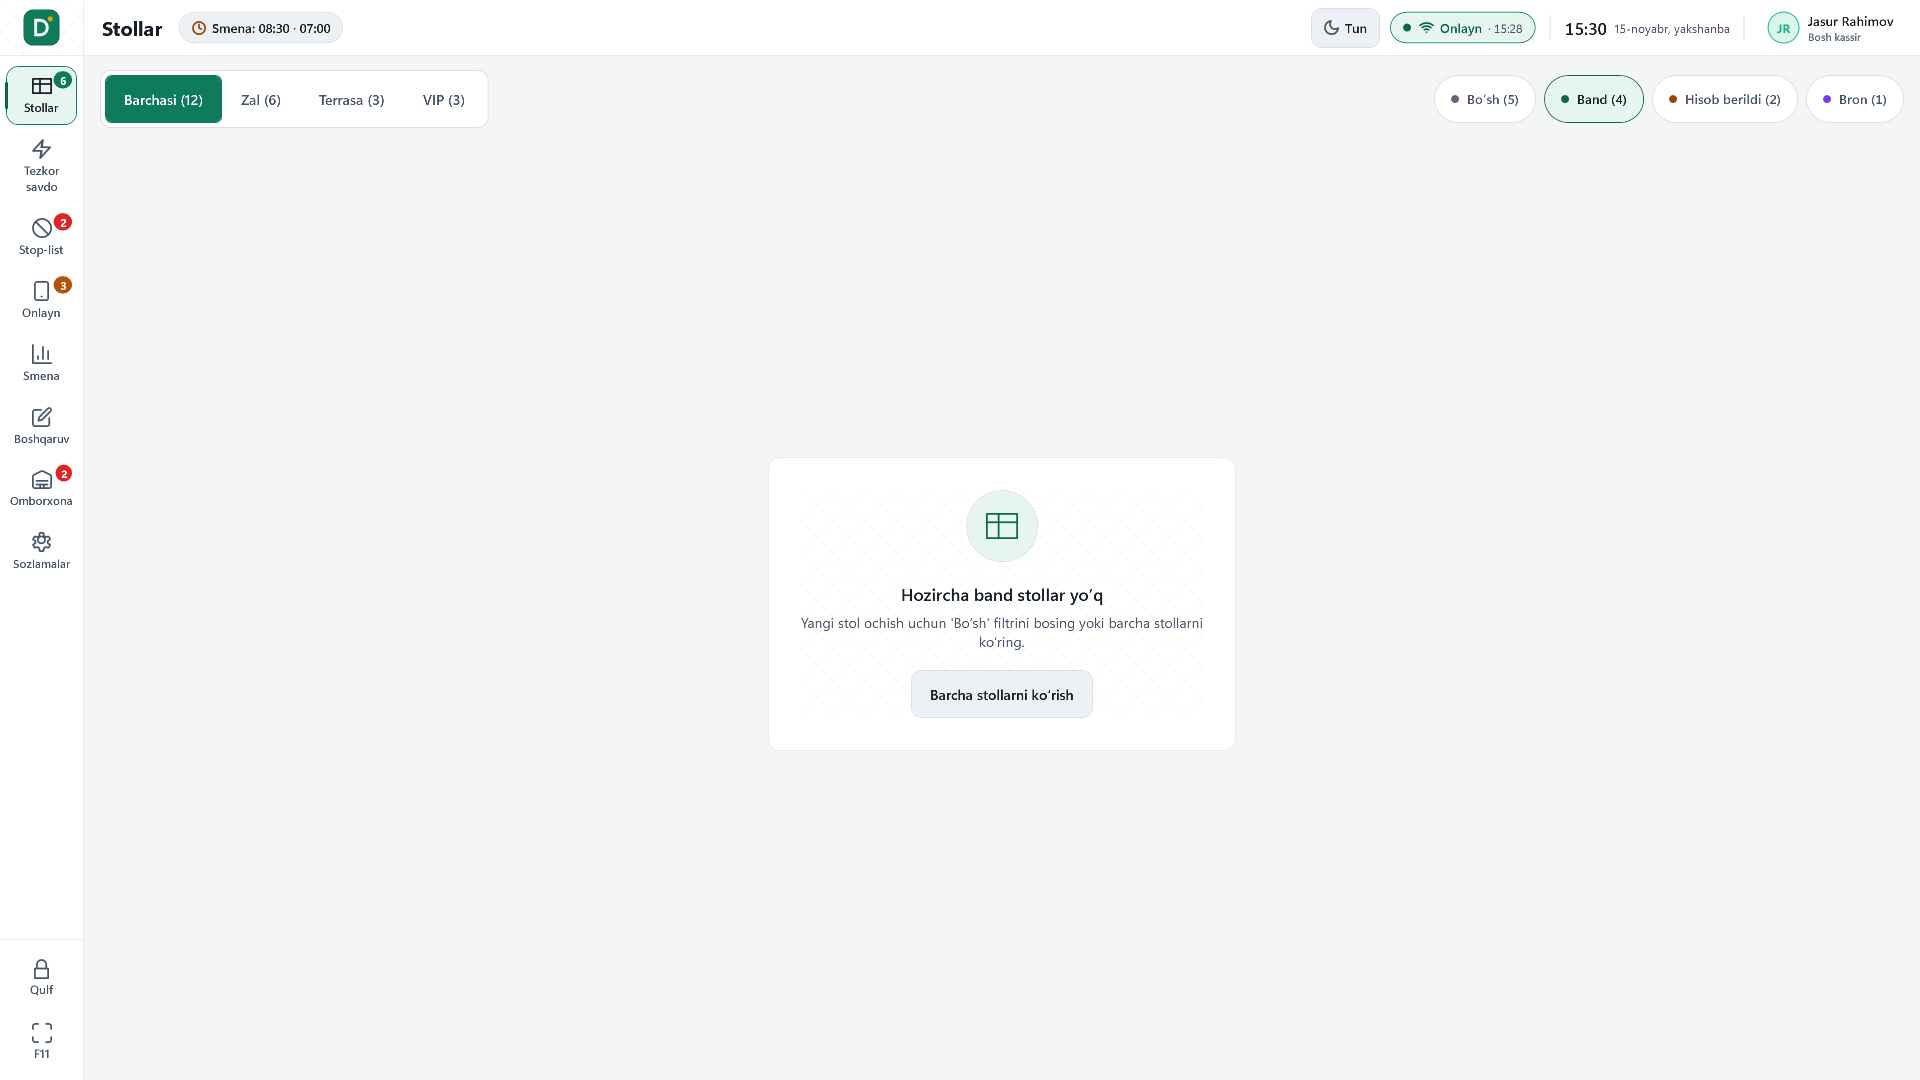 D
Stollar
Smena: 08:30 · 07:00
Tun
Onlayn · 15:28
15:30 15-noyabr, yakshanba
JR
Jasur Rahimov
Bosh kassir
6
Stollar
Tezkor
savdo
2
Stop-list
3
Onlayn
Smena
Boshqaruv
2
Omborxona
Sozlamalar
Qulf
F11
Barchasi (12)
Zal (6)
Terrasa (3)
VIP (3)
Bo‘sh (5)
Band (4)
Hisob berildi (2)
Bron (1)
Hozircha band stollar yo‘q
Yangi stol ochish uchun 'Bo‘sh' filtrini bosing yoki barcha stollarni
ko‘ring.
Barcha stollarni ko‘rish